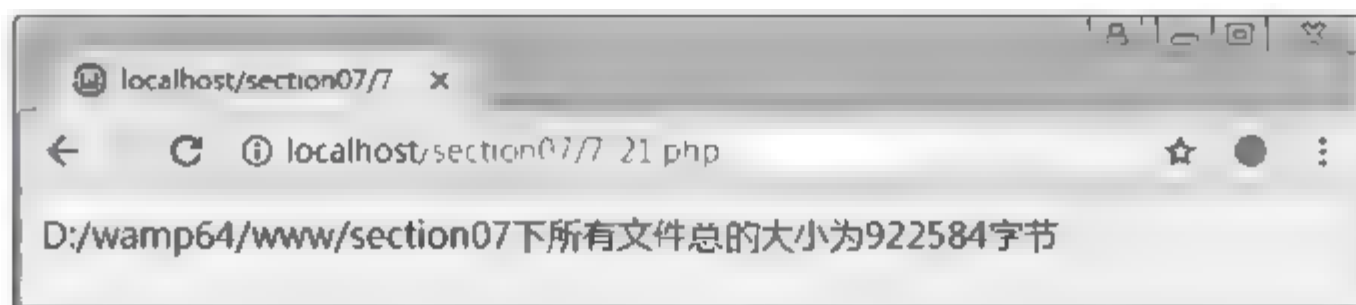 localhost/section07/7
localhost/section07/7 21 php
D:/wamp64/www/section07下所有文件总的大小为922584字节